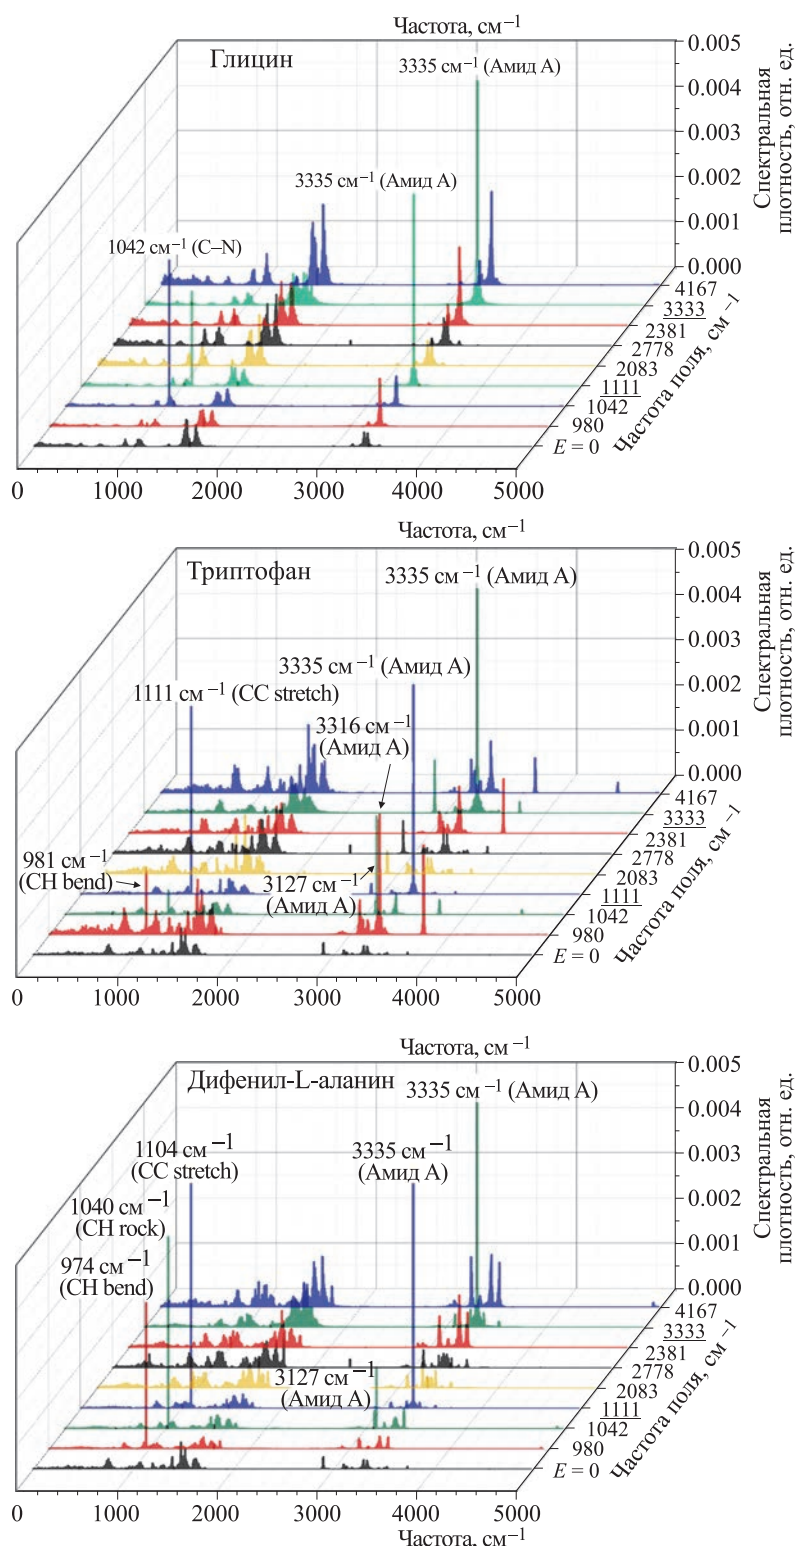 Частота, см⁻¹
Глицин
3335 см⁻¹ (Амид A)
3335 см⁻¹ (Амид A)
1042 см⁻¹ (C–N)
0.005
0.004
0.003
0.002
0.001
0.000
Спектральная
плотность, отн. ед.
4167
3333
2381
2778
2083
1111
1042
980
E = 0
Частота поля, см⁻¹
0 1000 2000 3000 4000 5000
Частота, см⁻¹
Триптофан
3335 см⁻¹ (Амид A)
3335 см⁻¹ (Амид A)
1111 см⁻¹ (CC stretch)
3316 см⁻¹
(Амид A)
981 см⁻¹
(CH bend)
3127 см⁻¹
(Амид A)
0.005
0.004
0.003
0.002
0.001
0.000
Спектральная
плотность, отн. ед.
4167
3333
2381
2778
2083
1111
1042
980
E = 0
Частота поля, см⁻¹
0 1000 2000 3000 4000 5000
Частота, см⁻¹
Дифенил-L-аланин
3335 см⁻¹ (Амид A)
1104 см⁻¹
(CC stretch)
3335 см⁻¹
(Амид A)
1040 см⁻¹
(CH rock)
974 см⁻¹
(CH bend)
3127 см⁻¹
(Амид A)
0.005
0.004
0.003
0.002
0.001
0.000
Спектральная
плотность, отн. ед.
4167
3333
2381
2778
2083
1111
1042
980
E = 0
Частота поля, см⁻¹
0 1000 2000 3000 4000 5000
Частота, см⁻¹